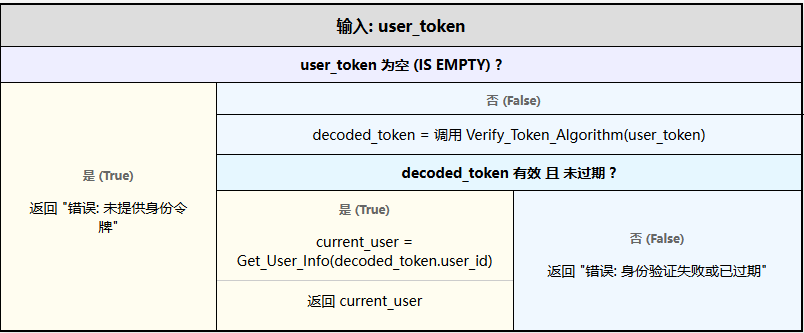 输入: user_token
user_token 为空 (IS EMPTY) ?
否 (False)
decoded_token = 调用 Verify_Token_Algorithm(user_token)
decoded_token 有效 且 未过期 ?
是 (True)
返回 "错误: 未提供身份令
牌"
是 (True)
current_user =
Get_User_Info(decoded_token.user_id)
返回 current_user
否 (False)
返回 "错误: 身份验证失败或已过期"